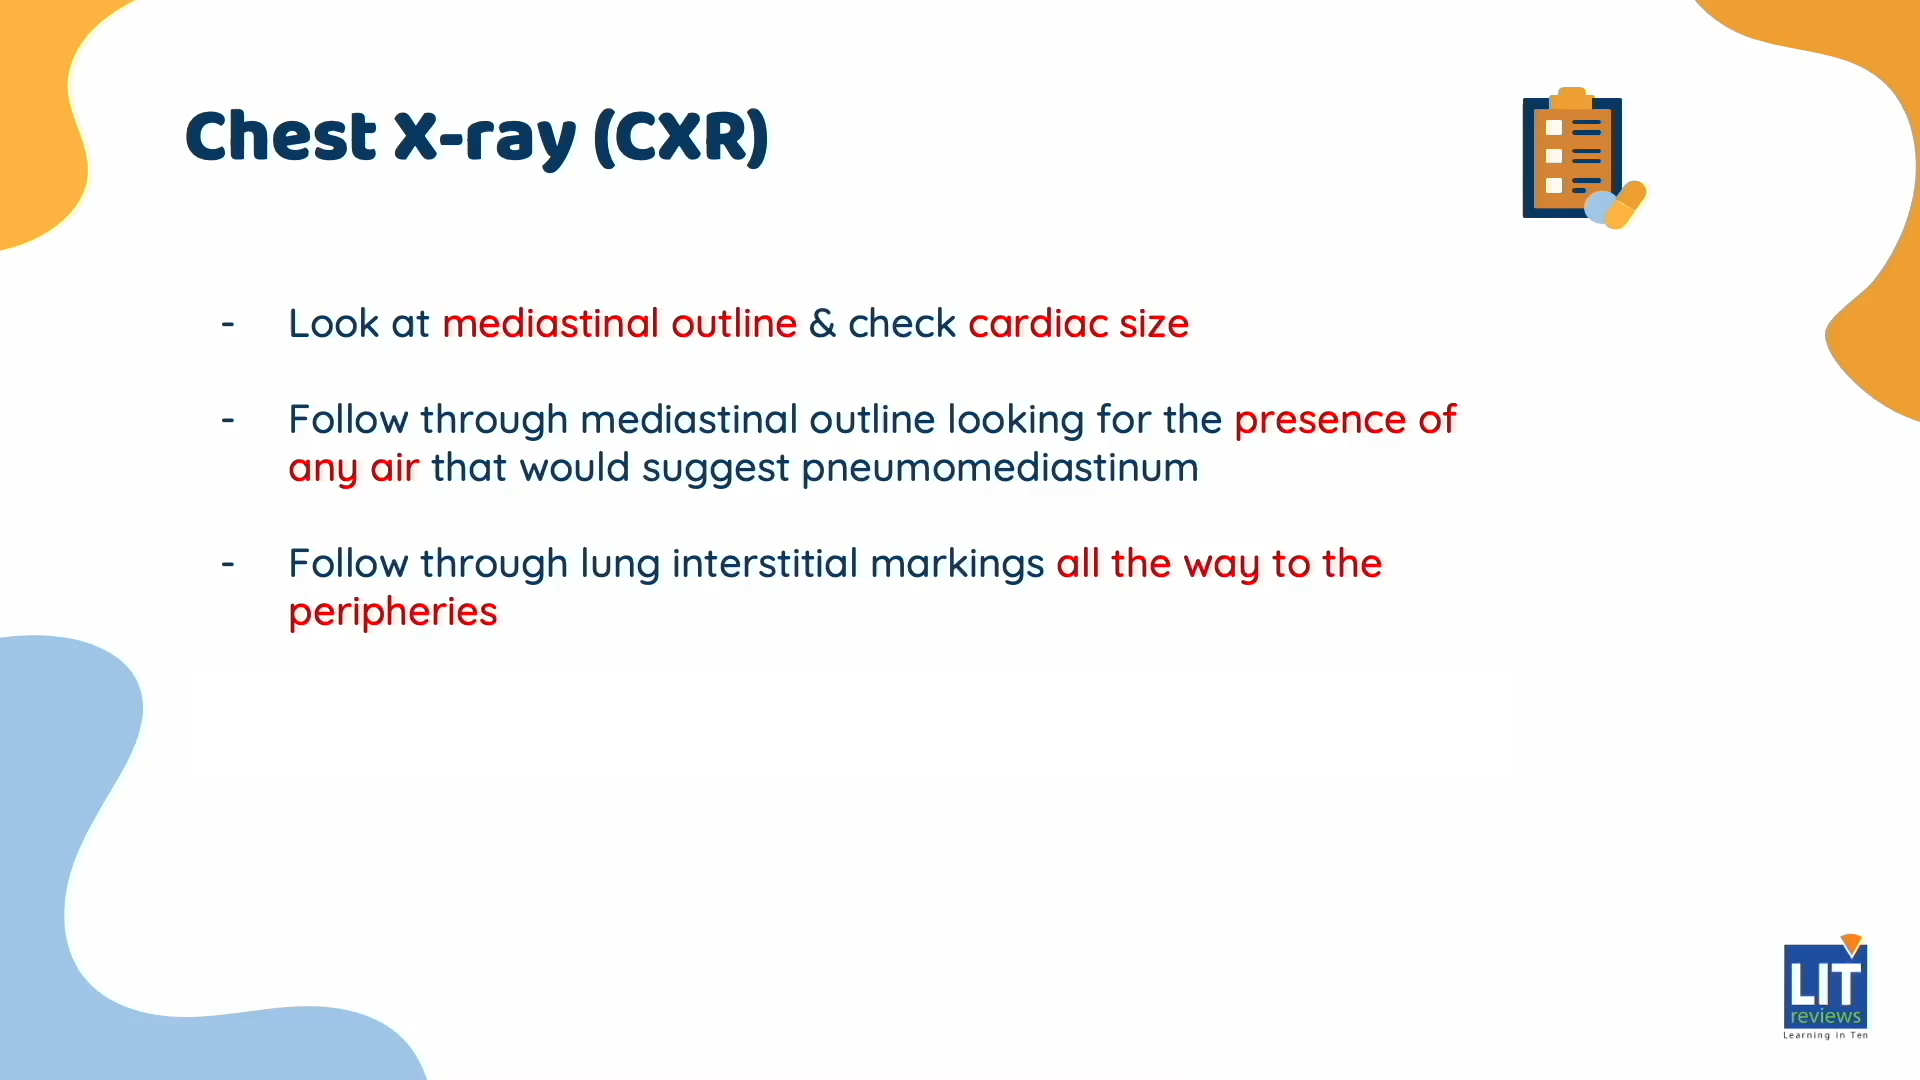 Chest X-ray (CXR)
- Look at mediastinal outline & check cardiac size
- Follow through mediastinal outline looking for the presence of
any air that would suggest pneumomediastinum
- Follow through lung interstitial markings all the way to the
peripheries
LIT
reviews
Learning in Ten